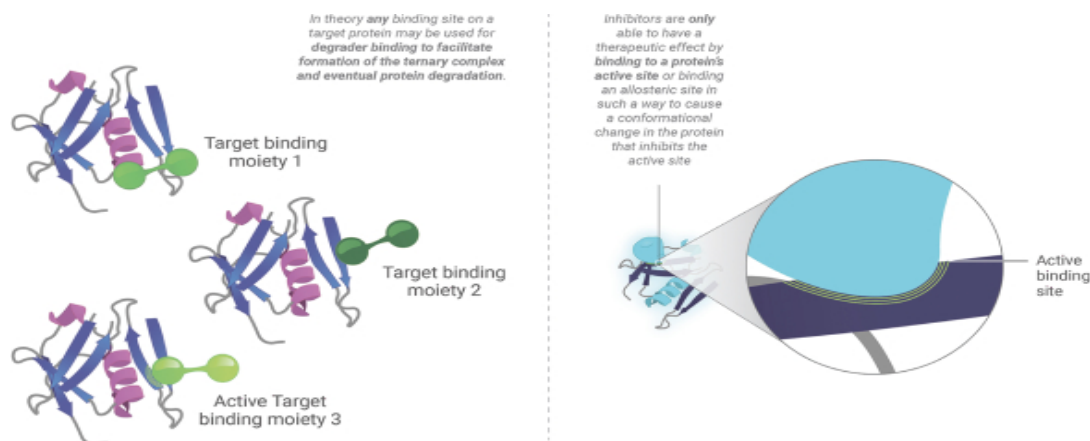 In theory any binding site on a
target protein may be used for
degrader binding to facilitate
formation of the ternary complex
and eventual protein degradation.
Target binding
moiety 1
Target binding
moiety 2
Active Target
binding moiety 3
Inhibitors are only
able to have a
therapeutic effect by
binding to a protein's
active site or binding
an allosteric site in
such a way to cause
a conformational
change in the protein
that inhibits the
active site
Active
binding
site